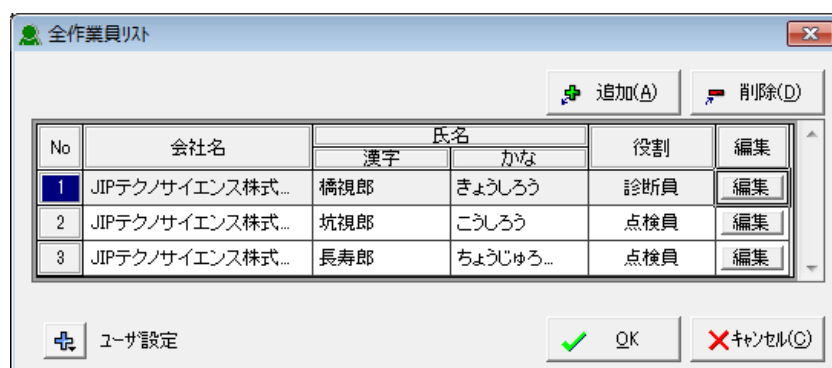 全作業員リスト
追加(A) 削除(D)
No 会社名 氏名 漢字 かな 役割 編集
1 JIPテクノサイエンス株式... 橋視郎 きょうしろう 診断員 編集
2 JIPテクノサイエンス株式... 坑視郎 こうしろう 点検員 編集
3 JIPテクノサイエンス株式... 長寿郎 ちょうじゅろ... 点検員 編集
ユーザ設定 OK キャンセル(C)